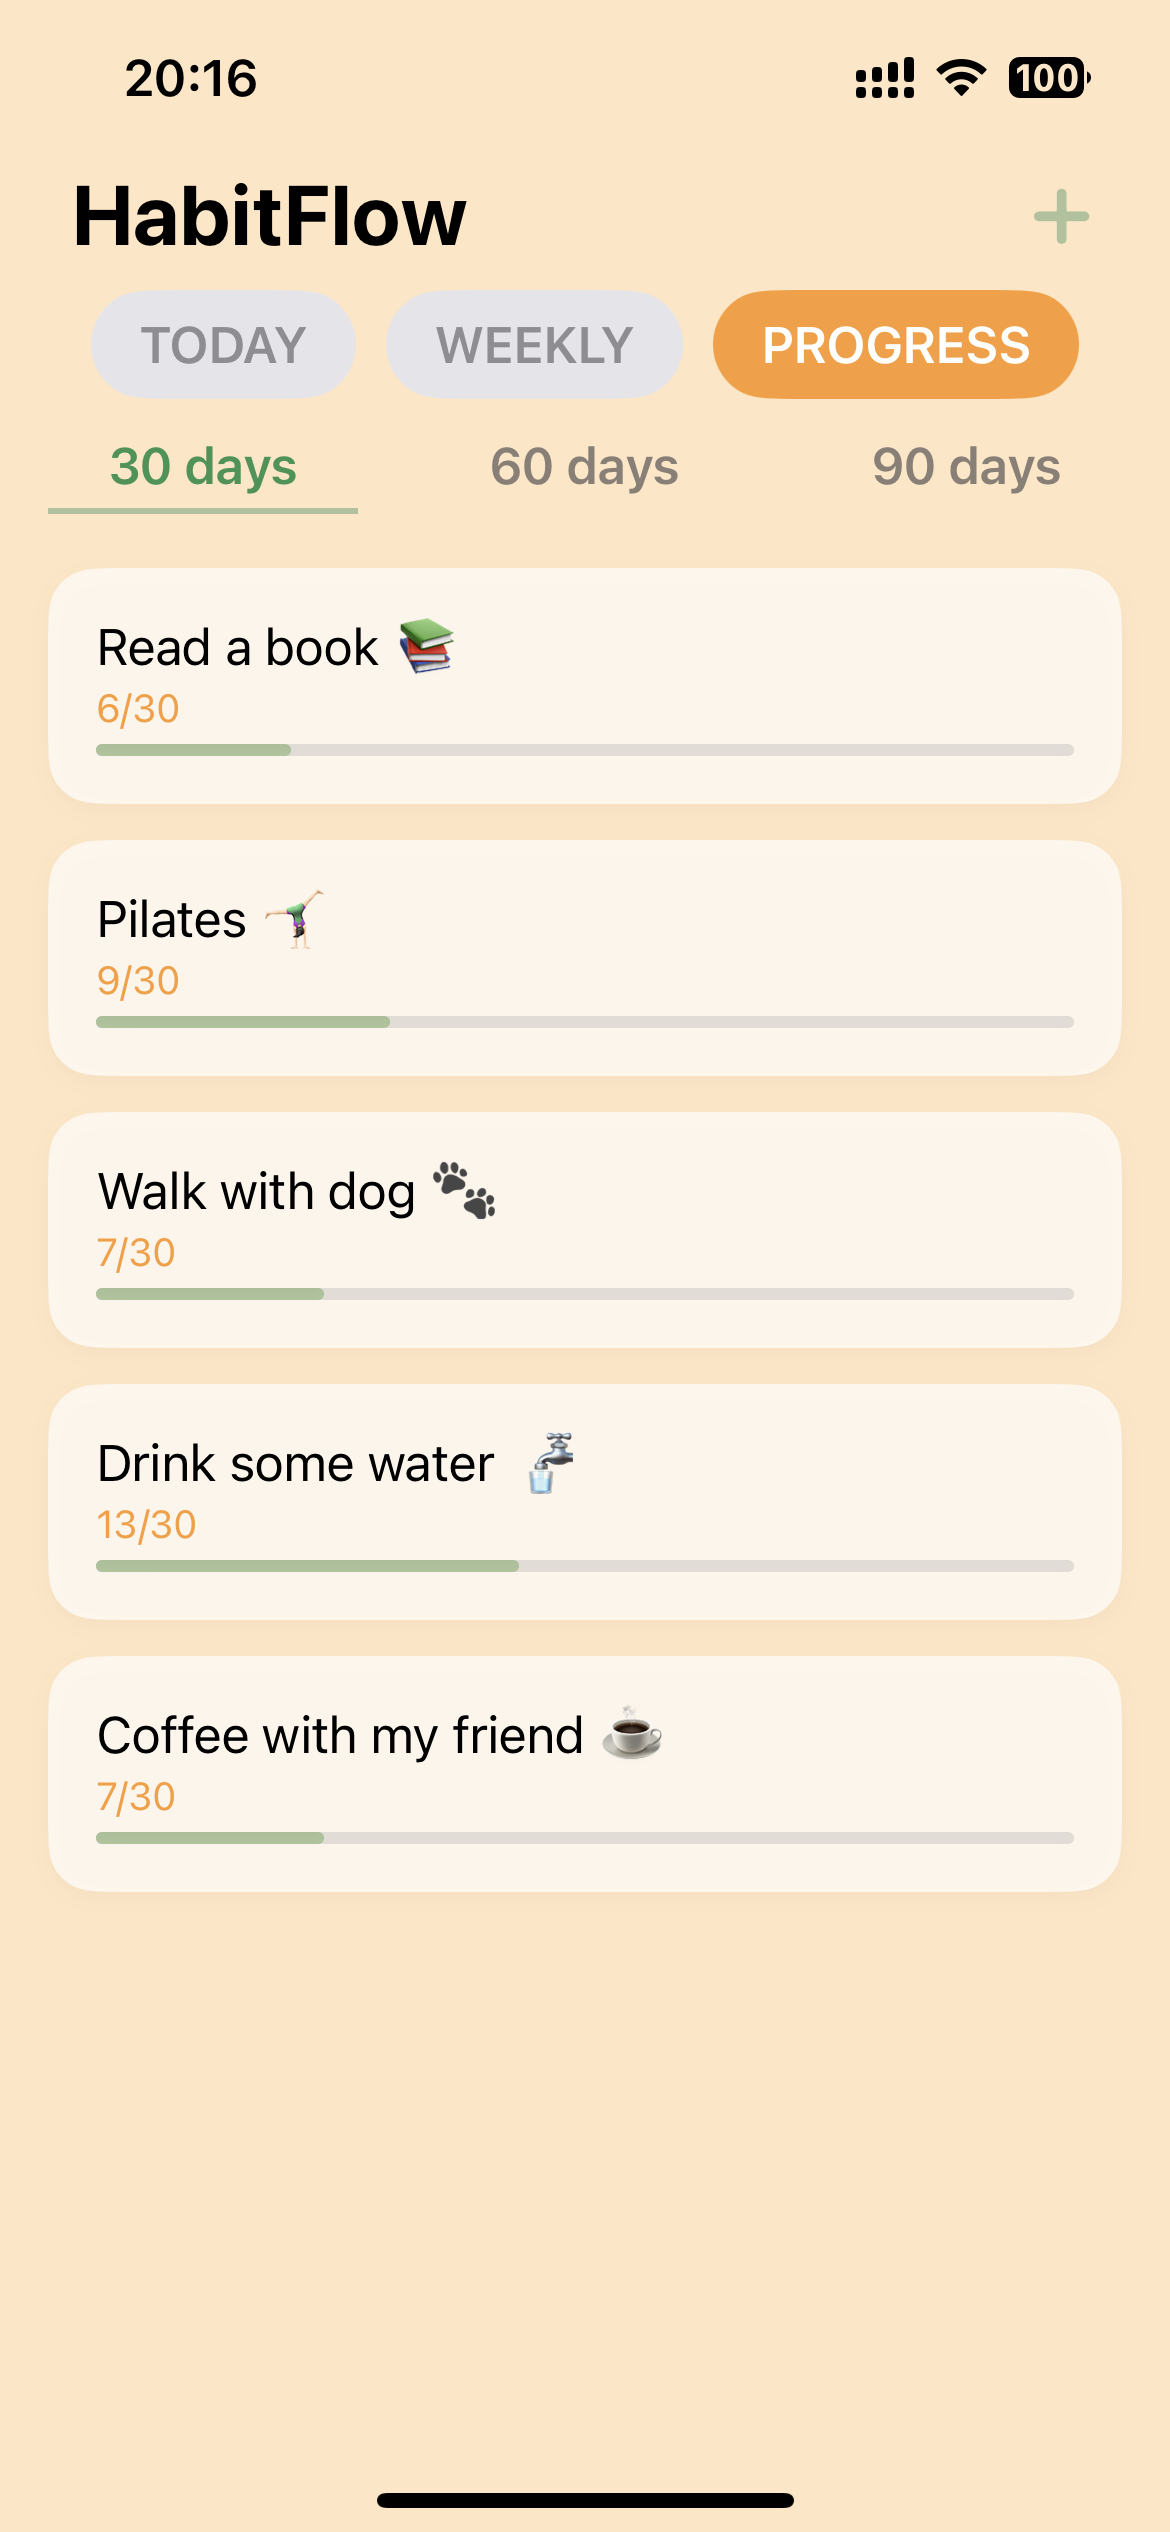 20:16
100
HabitFlow
TODAY WEEKLY PROGRESS
30 days 60 days 90 days
Read a book 📚
6/30
Pilates 🤸🏻‍♀️
9/30
Walk with dog 🐾
7/30
Drink some water 🚰
13/30
Coffee with my friend ☕️
7/30